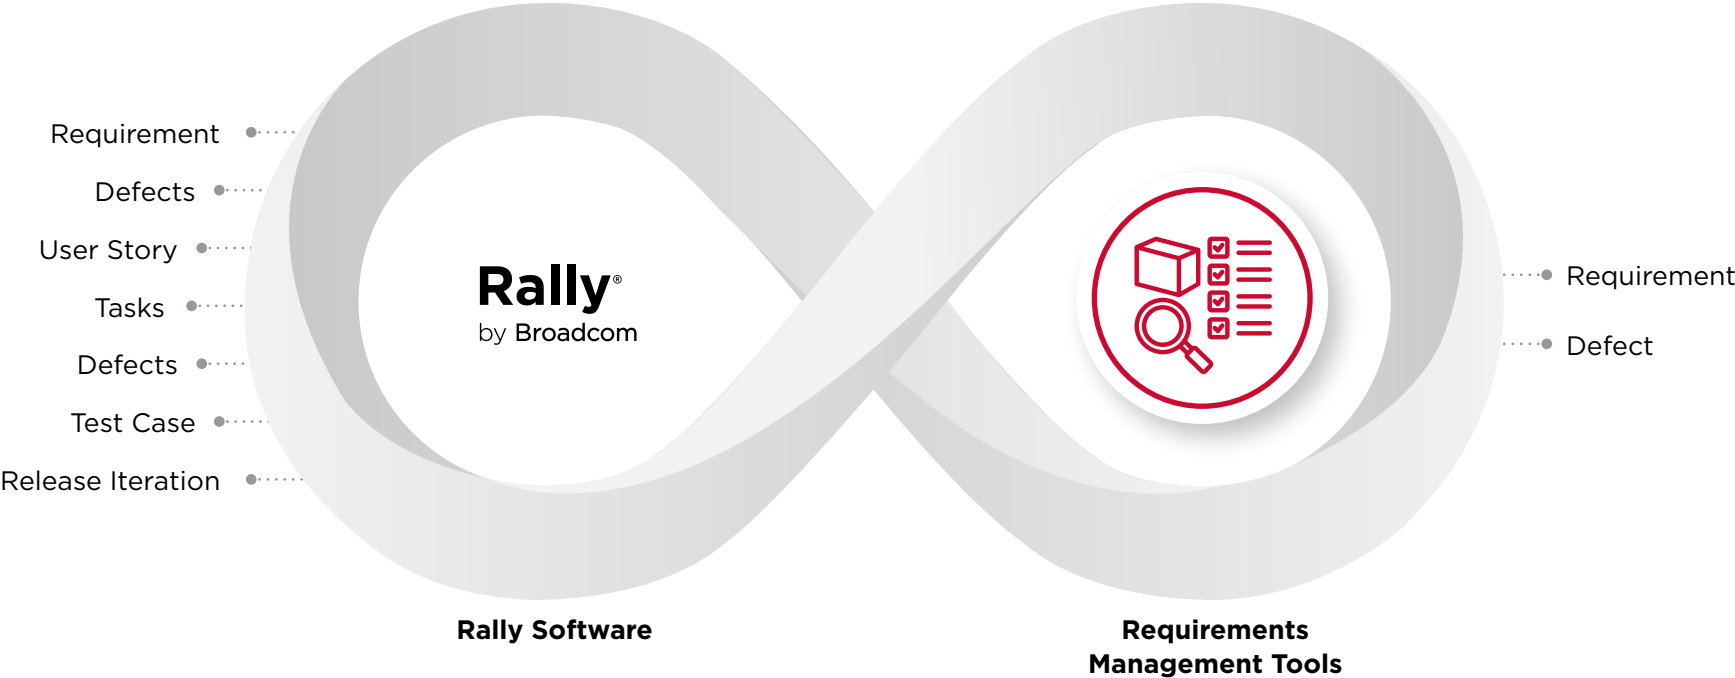 Requirement
Defects
User Story
Tasks
Defects
Test Case
Release Iteration
Rally®
by Broadcom
Requirement
Defect
Rally Software
Requirements
Management Tools